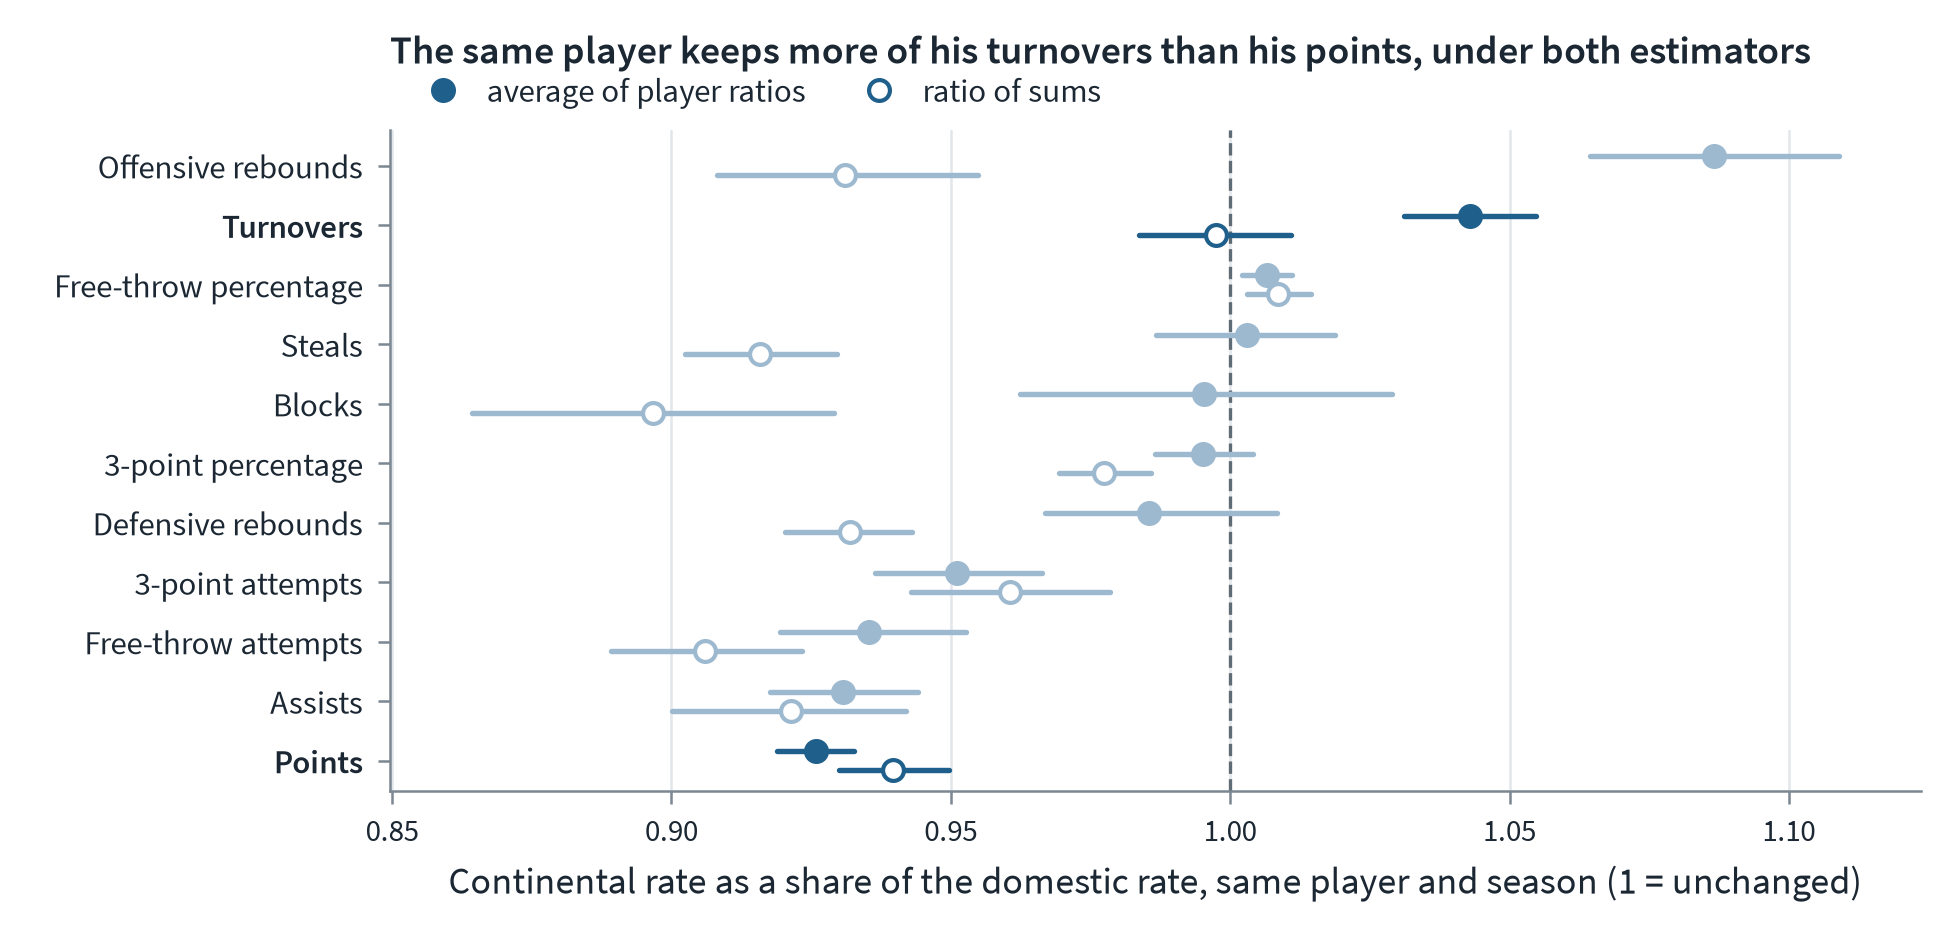 The same player keeps more of his turnovers than his points, under both estimators
average of player ratios
ratio of sums
Offensive rebounds
Turnovers
Free-throw percentage
Steals
Blocks
3-point percentage
Defensive rebounds
3-point attempts
Free-throw attempts
Assists
Points
0.85
0.90
0.95
1.00
1.05
1.10
Continental rate as a share of the domestic rate, same player and season (1 = unchanged)